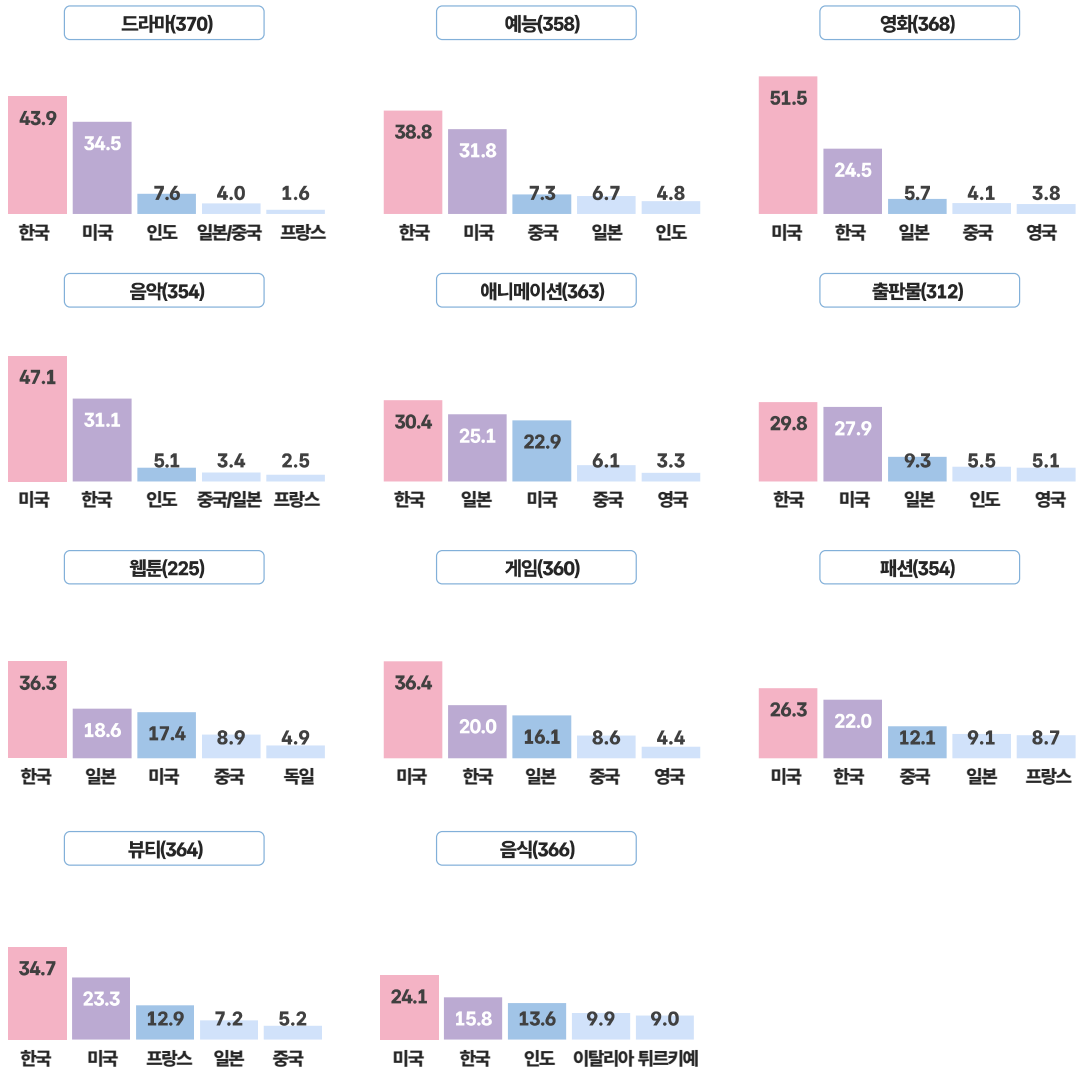 드라마(370)
43.9 34.5 7.6 4.0 1.6
한국 미국 인도 일본/중국 프랑스
예능(358)
38.8 31.8 7.3 6.7 4.8
한국 미국 중국 일본 인도
영화(368)
51.5 24.5 5.7 4.1 3.8
미국 한국 일본 중국 영국
음악(354)
47.1 31.1 5.1 3.4 2.5
미국 한국 인도 중국/일본 프랑스
애니메이션(363)
30.4 25.1 22.9 6.1 3.3
한국 일본 미국 중국 영국
출판물(312)
29.8 27.9 9.3 5.5 5.1
한국 미국 일본 인도 영국
웹툰(225)
36.3 18.6 17.4 8.9 4.9
한국 일본 미국 중국 독일
게임(360)
36.4 20.0 16.1 8.6 4.4
미국 한국 일본 중국 영국
패션(354)
26.3 22.0 12.1 9.1 8.7
미국 한국 중국 일본 프랑스
뷰티(364)
34.7 23.3 12.9 7.2 5.2
한국 미국 프랑스 일본 중국
음식(366)
24.1 15.8 13.6 9.9 9.0
미국 한국 인도 이탈리아 튀르키예